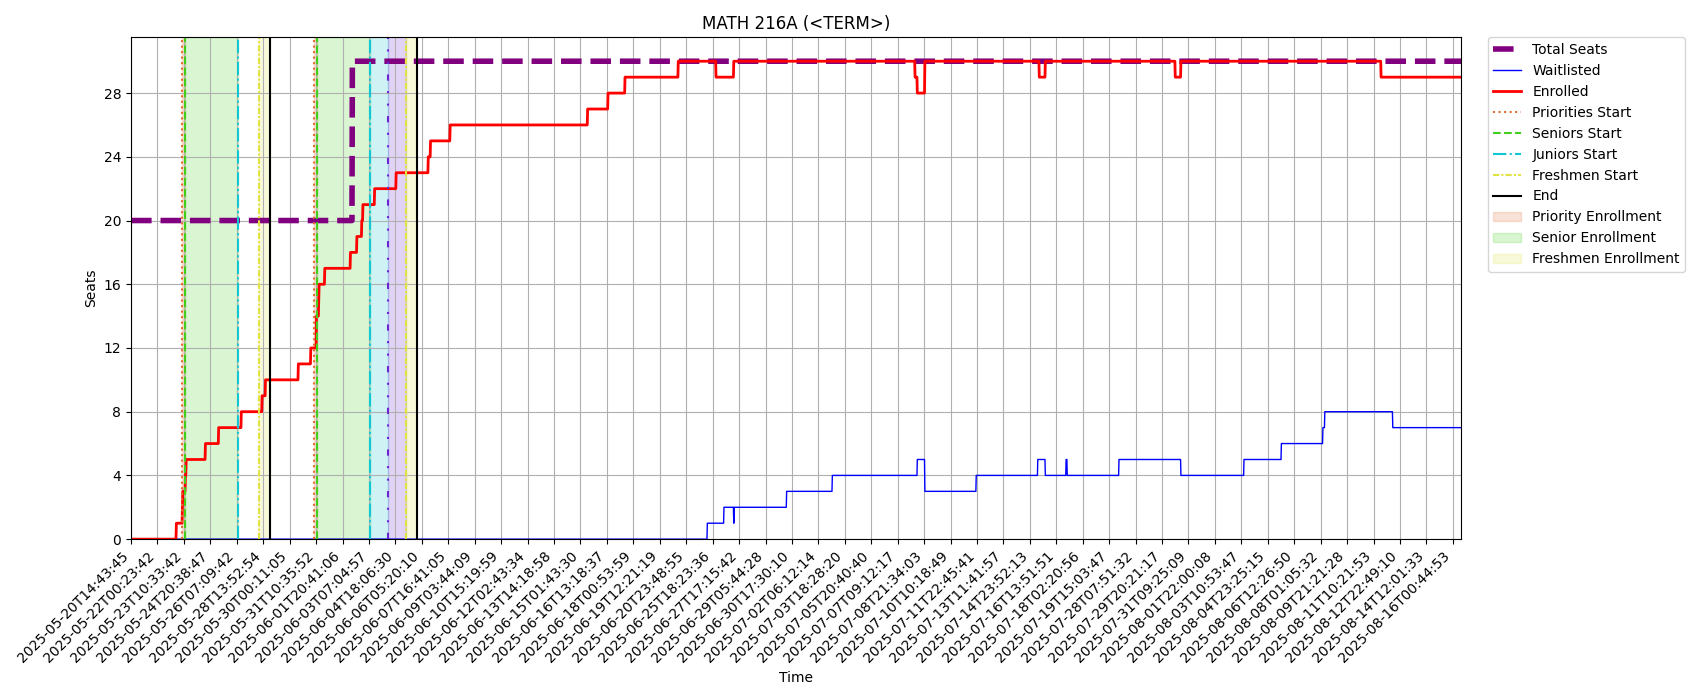 MATH 216A (<TERM>)
Total Seats
Waitlisted
Enrolled
Priorities Start
Seniors Start
Juniors Start
Freshmen Start
End
Priority Enrollment
Senior Enrollment
Freshmen Enrollment
Seats
28
24
20
16
12
8
4
0
2025-05-20T14:43:45
2025-05-22T00:23:42
2025-05-23T10:33:42
2025-05-24T20:38:47
2025-05-26T07:09:42
2025-05-28T13:52:54
2025-05-30T00:11:05
2025-05-31T10:35:52
2025-06-01T20:41:06
2025-06-03T07:04:57
2025-06-04T18:06:30
2025-06-06T05:20:10
2025-06-07T16:41:05
2025-06-09T03:44:09
2025-06-10T15:19:59
2025-06-12T02:43:34
2025-06-13T14:18:58
2025-06-15T01:43:30
2025-06-16T13:18:37
2025-06-18T00:53:59
2025-06-19T12:21:19
2025-06-20T23:48:55
2025-06-25T18:23:36
2025-06-27T17:15:42
2025-06-29T05:44:28
2025-06-30T17:30:10
2025-07-02T06:12:14
2025-07-03T18:28:20
2025-07-05T20:40:40
2025-07-07T09:12:17
2025-07-08T21:34:03
2025-07-10T10:18:49
2025-07-11T22:45:41
2025-07-13T11:41:57
2025-07-14T23:52:13
2025-07-16T13:51:51
2025-07-18T02:20:56
2025-07-19T15:03:47
2025-07-28T07:51:32
2025-07-29T20:21:17
2025-07-31T09:25:09
2025-08-01T22:00:08
2025-08-03T10:53:47
2025-08-04T23:25:15
2025-08-06T12:26:50
2025-08-08T01:05:32
2025-08-09T21:21:28
2025-08-11T10:21:53
2025-08-12T22:49:10
2025-08-14T12:01:33
2025-08-16T00:44:53
Time